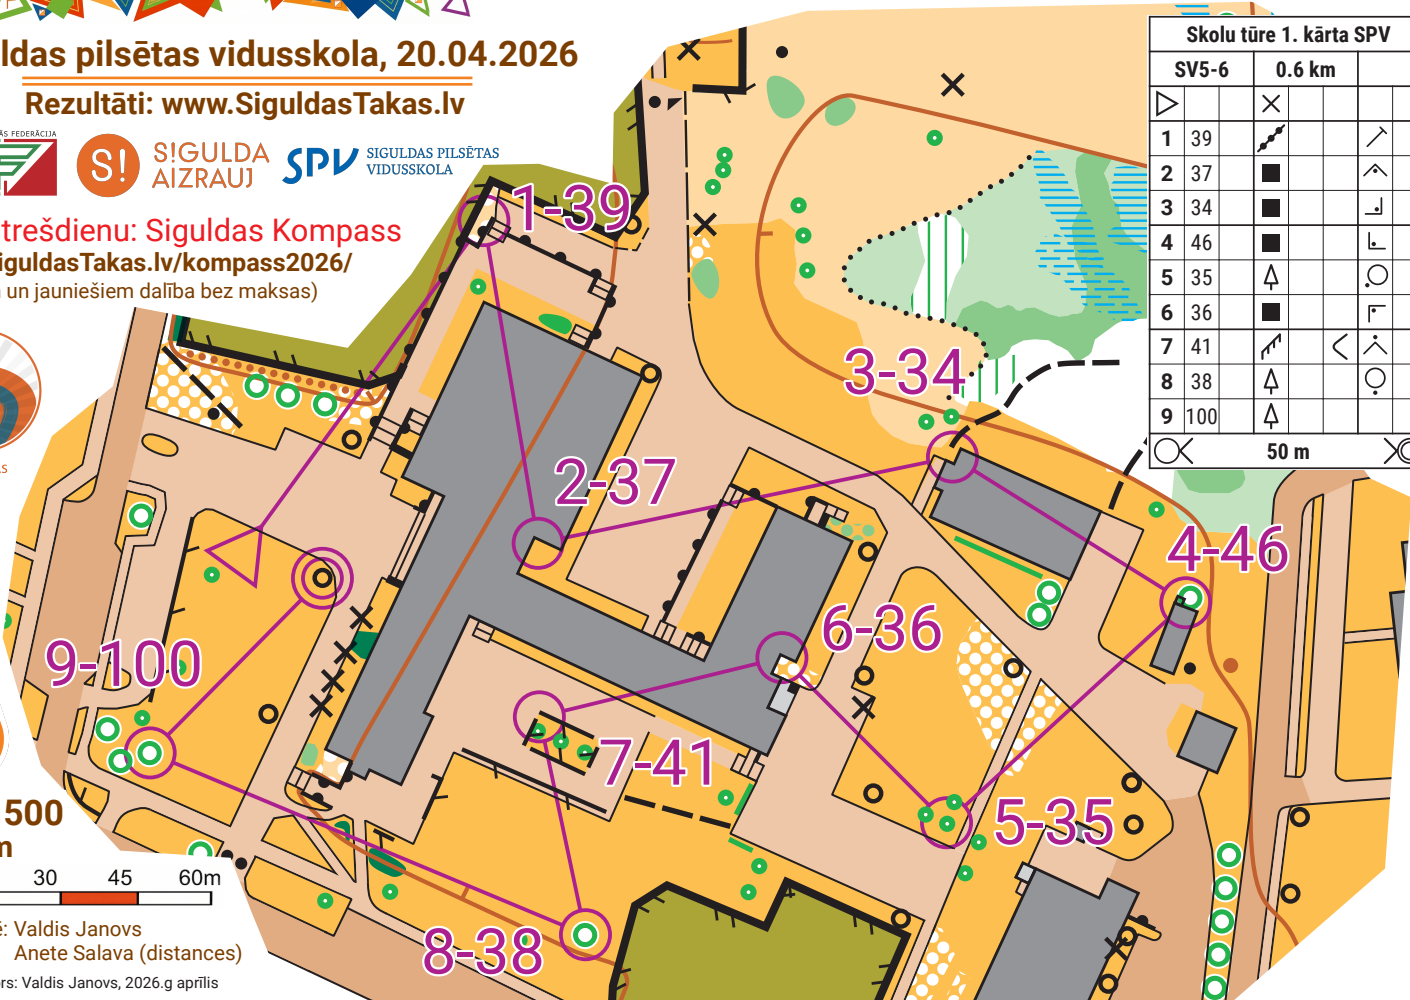 ldas pilsētas vidusskola, 20.04.2026
Rezultāti: www.SiguldasTakas.lv
ĀS FEDERĀCIJA
S!
S!GULDA
AIZRAUJ
SPV
SIGULDAS PILSĒTAS
VIDUSSKOLA
trešdienu: Siguldas Kompass
iguldasTakas.lv/kompass2026/
un jauniešiem dalība bez maksas)
AS
500
m
30 45 60m
ē: Valdis Janovs
Anete Salava (distances)
ors: Valdis Janovs, 2026.g aprīlis
1-39
2-37
3-34
4-46
5-35
6-36
7-41
8-38
9-100
Skolu tūre 1. kārta SPV
SV5-6 0.6 km
1 39
2 37
3 34
4 46
5 35
6 36
7 41
8 38
9 100
50 m